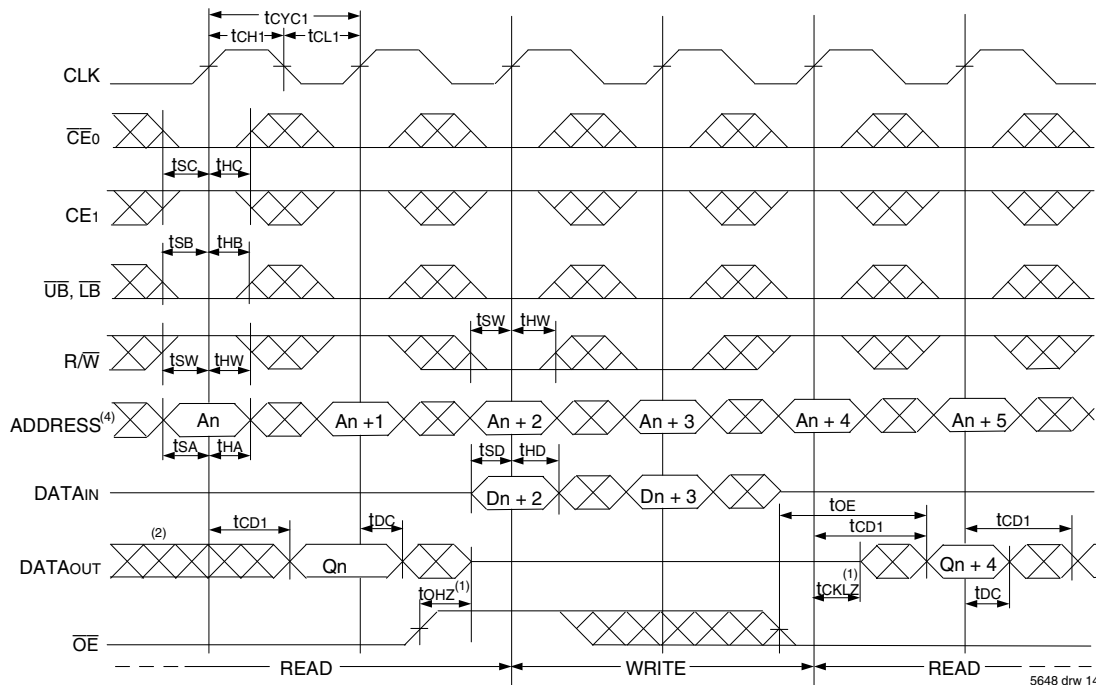 tCYC1
tCH1 tCL1
CLK
CE0
tSC tHC
CE1
tSB tHB
UB, LB
tSW tHW
R/W
tSW tHW
ADDRESS(4) An An +1 An + 2 An + 3 An + 4 An + 5
tSA tHA tSD tHD
DATAIN Dn + 2 Dn + 3
tOE
(2) tCD1 tDC tCD1 tCD1
DATAOUT Qn Qn + 4
tOHZ(1) tCKLZ(1) tDC
OE
READ WRITE READ
5648 drw 14